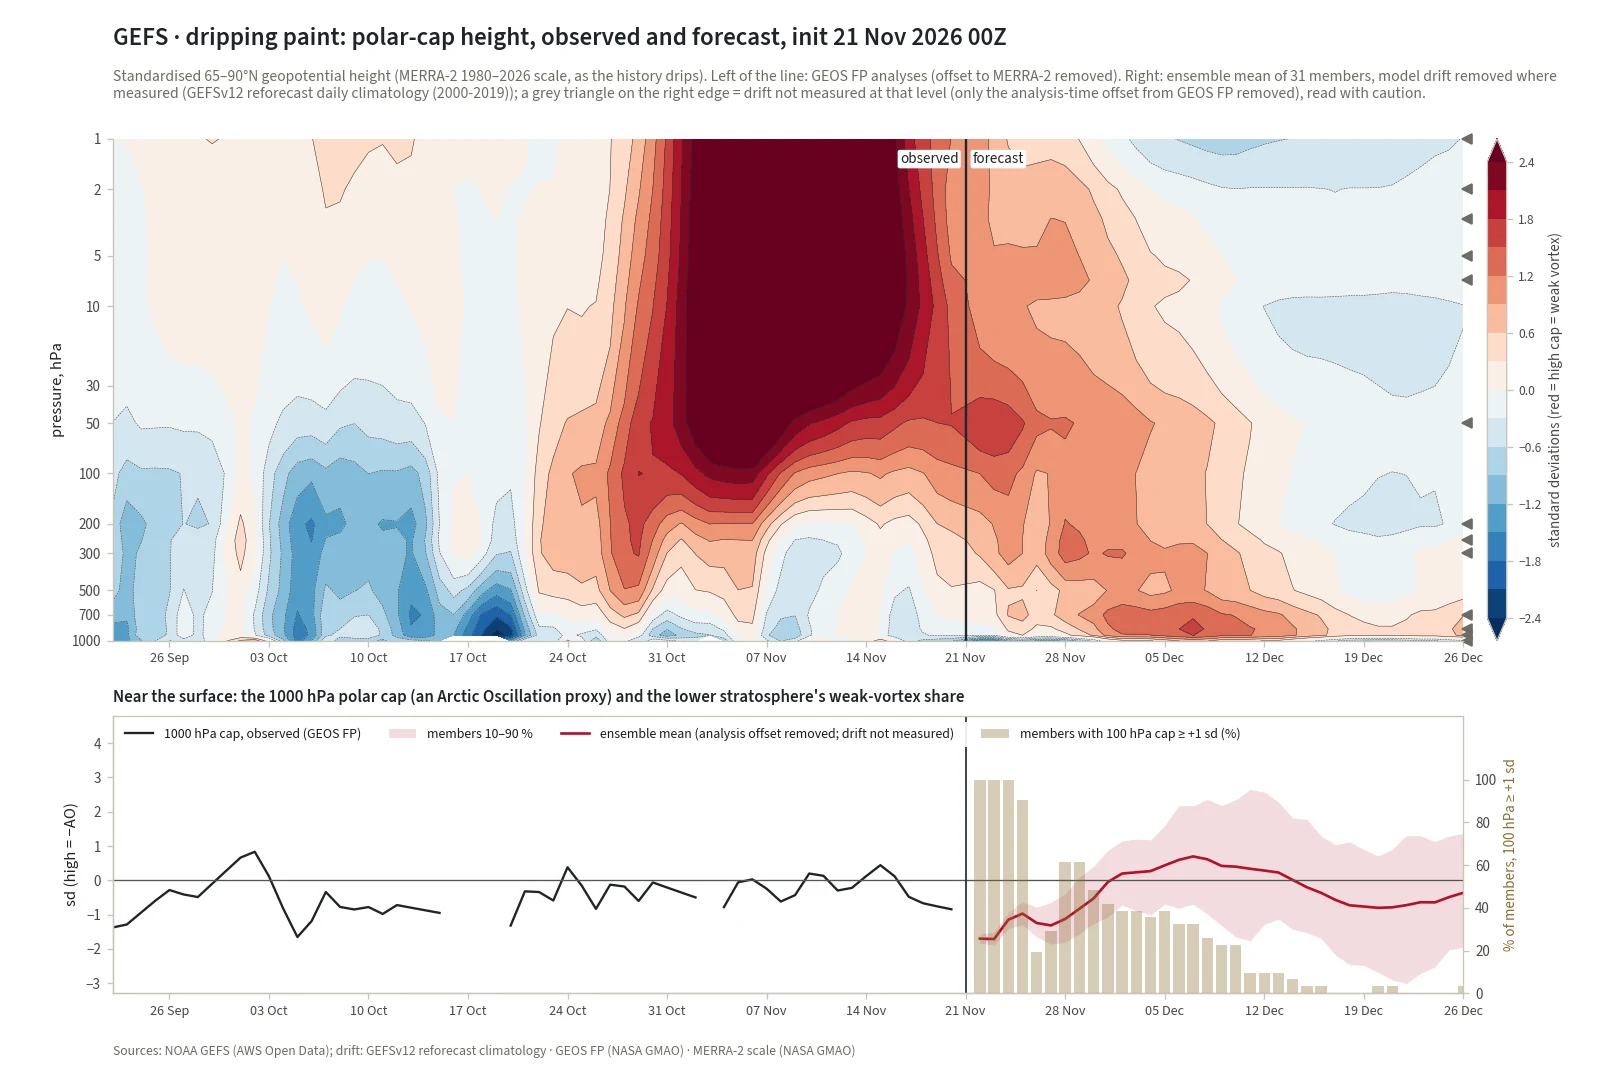 GEFS · dripping paint: polar-cap height, observed and forecast, init 21 Nov 2026 00Z
Standardised 65–90°N geopotential height (MERRA-2 1980–2026 scale, as the history drips). Left of the line: GEOS FP analyses (offset to MERRA-2 removed). Right: ensemble mean of 31 members, model drift removed where
measured (GEFSv12 reforecast daily climatology (2000-2019)); a grey triangle on the right edge = drift not measured at that level (only the analysis-time offset from GEOS FP removed), read with caution.
observed forecast
pressure, hPa
1
2
5
10
30
50
100
200
300
500
700
1000
26 Sep 03 Oct 10 Oct 17 Oct 24 Oct 31 Oct 07 Nov 14 Nov 21 Nov 28 Nov 05 Dec 12 Dec 19 Dec 26 Dec
2.4
1.8
1.2
0.6
0.0
−0.6
−1.2
−1.8
−2.4
standard deviations (red = high cap = weak vortex)
Near the surface: the 1000 hPa polar cap (an Arctic Oscillation proxy) and the lower stratosphere's weak-vortex share
1000 hPa cap, observed (GEOS FP) members 10–90 % ensemble mean (analysis offset removed; drift not measured) members with 100 hPa cap ≥ +1 sd (%)
sd (high = −AO)
4
3
2
1
0
−1
−2
−3
100
80
60
40
20
0
% of members, 100 hPa ≥ +1 sd
26 Sep 03 Oct 10 Oct 17 Oct 24 Oct 31 Oct 07 Nov 14 Nov 21 Nov 28 Nov 05 Dec 12 Dec 19 Dec 26 Dec
Sources: NOAA GEFS (AWS Open Data); drift: GEFSv12 reforecast climatology · GEOS FP (NASA GMAO) · MERRA-2 scale (NASA GMAO)